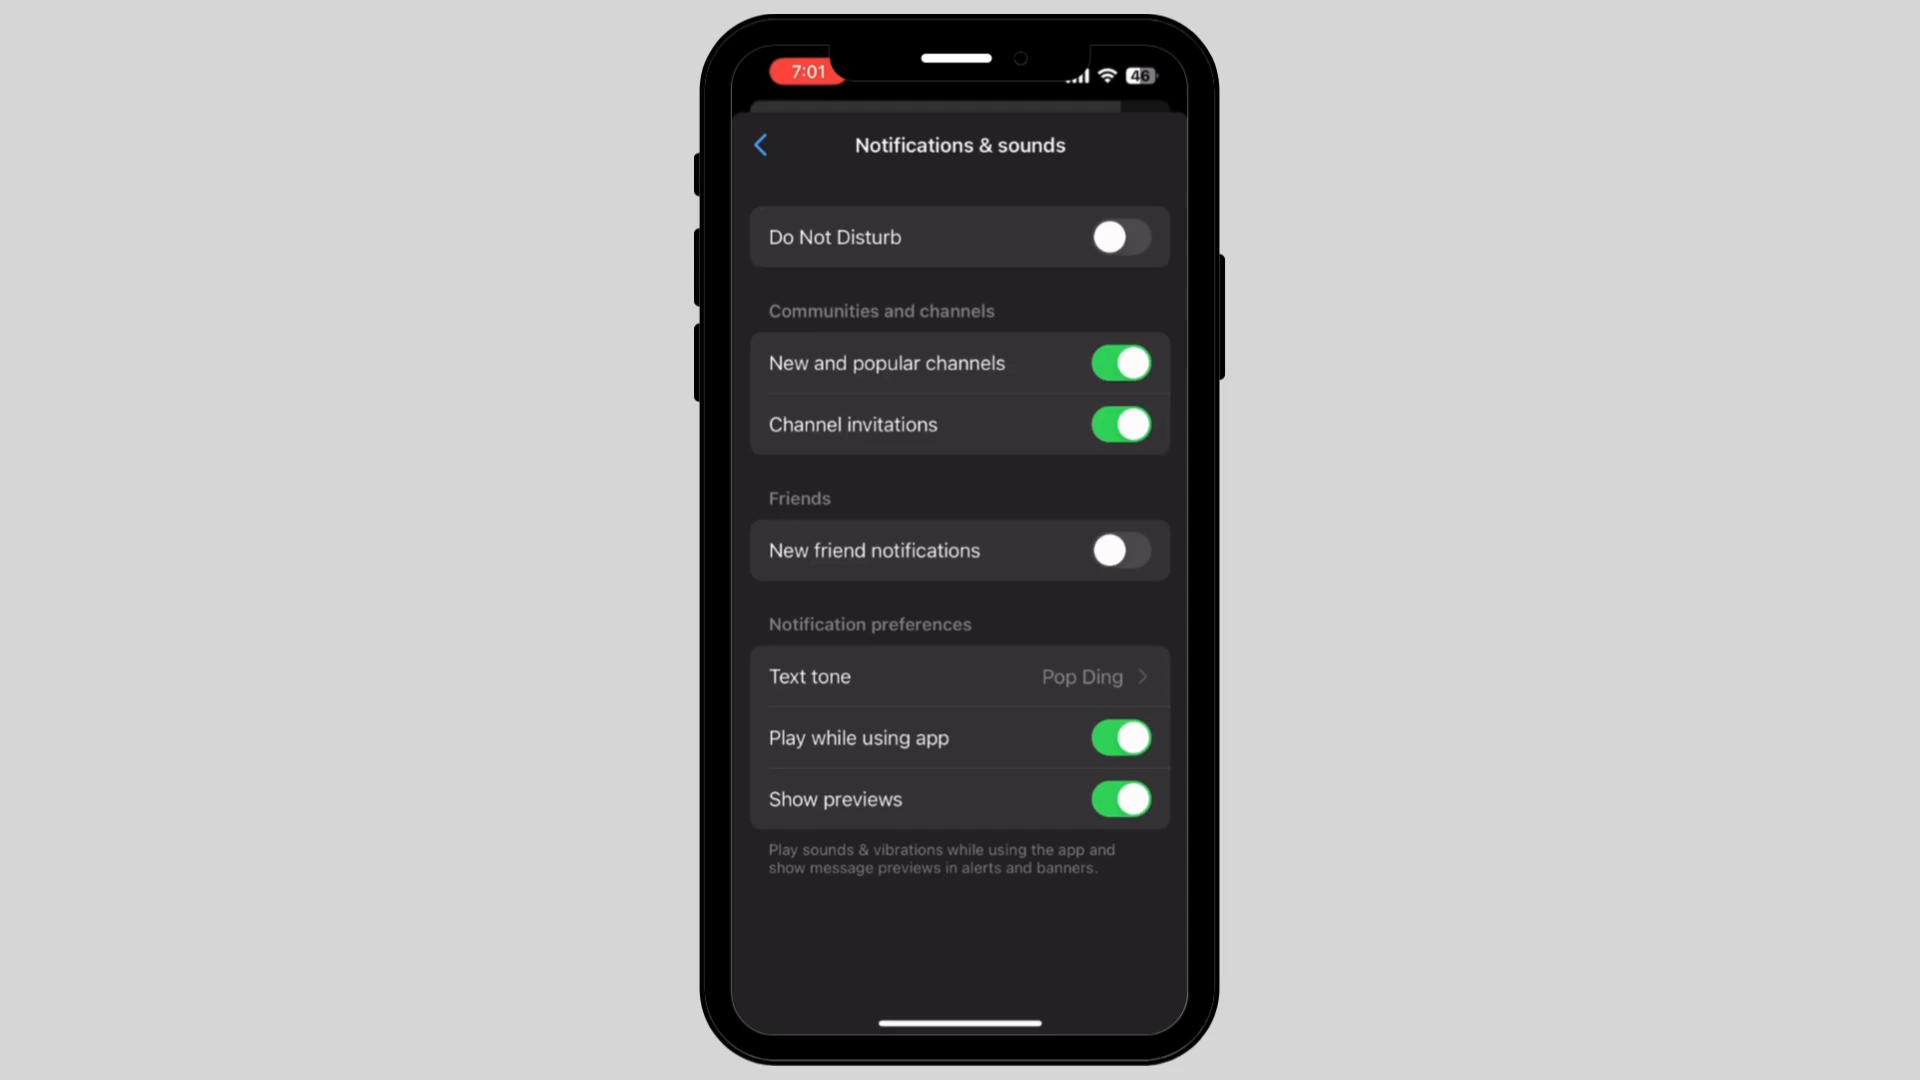 7:01
46
Notifications & sounds
Do Not Disturb
Communities and channels
New and popular channels
Channel invitations
Friends
New friend notifications
Notification preferences
Text tone
Pop Ding
Play while using app
Show previews
Play sounds & vibrations while using the app and
show message previews in alerts and banners.